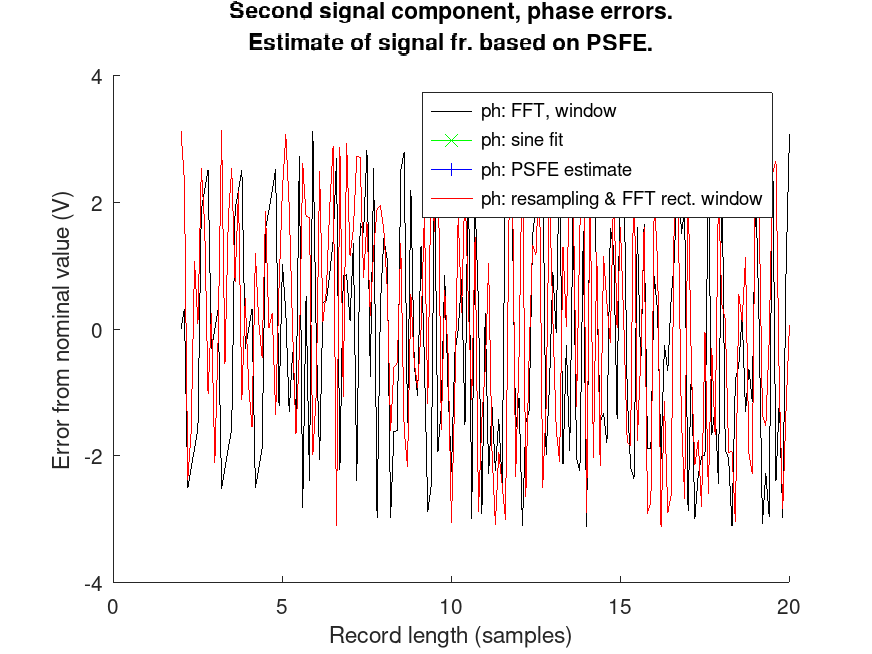 Second signal component, phase errors.
Estimate of signal fr. based on PSFE.
4
2
0
-2
-4
Error from nominal value (V)
ph: FFT, window
ph: sine fit
ph: PSFE estimate
ph: resampling & FFT rect. window
0
5
10
15
20
Record length (samples)